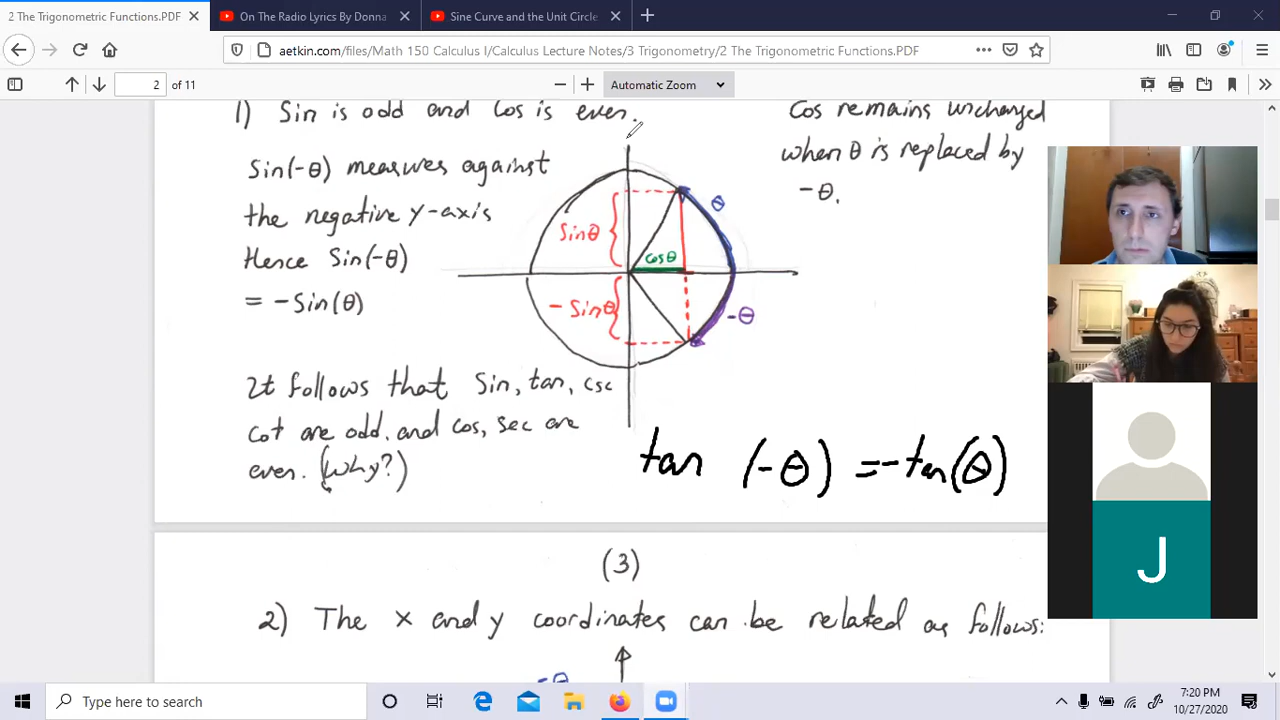 2 The Trigonometric Functions.PDF
On The Radio Lyrics By Donna
Sine Curve and the Unit Circle.
aetkin.com/files/Math 150 Calculus I/Calculus Lecture Notes/3 Trigonometry/2 The Trigonometric Functions.PDF
2 of 11
Automatic Zoom
1) Sin is odd and Cos is even.
Sin(-θ) measures against
the negative y-axis
Hence Sin(-θ)
= -Sin(θ)
Cos remains unchanged
when θ is replaced by
-θ.
θ
Sinθ
cosθ
- Sinθ
-θ
It follows that Sin, tan, csc
cot are odd. and cos, sec are
even. (why?)
tan (-θ) =-tan(θ)
J
(3)
2) The x and y coordinates can be related as follows:
-θ
Type here to search
7:20 PM
10/27/2020